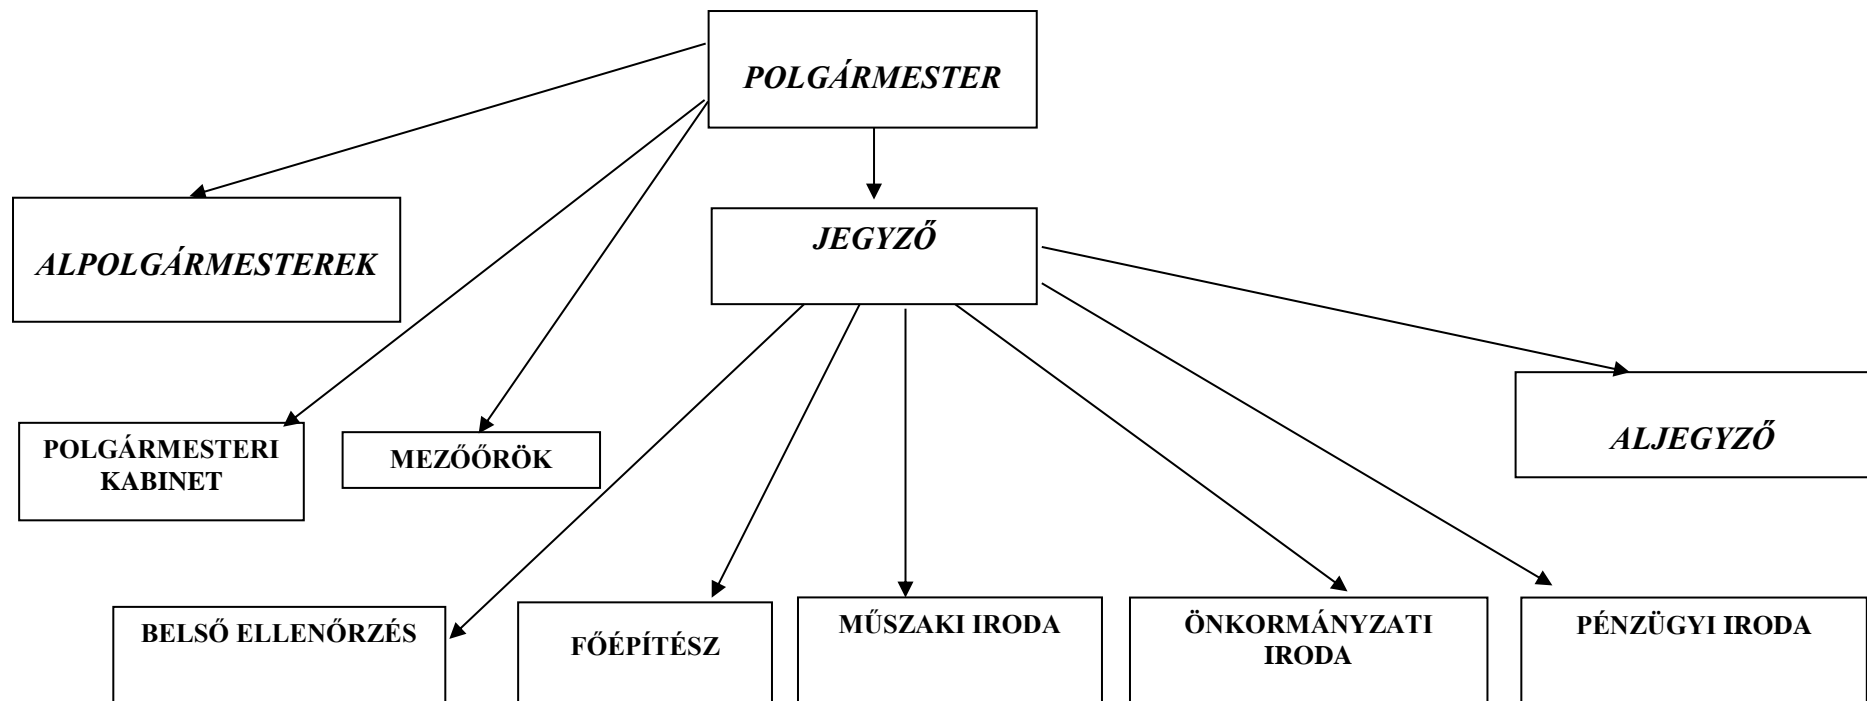 POLGÁRMESTER
JEGYZŐ
ALPOLGÁRMESTEREK
ALJEGYZŐ
POLGÁRMESTERI
KABINET
MEZŐŐRÖK
BELSŐ ELLENŐRZÉS
FŐÉPÍTÉSZ
MŰSZAKI IRODA
ÖNKORMÁNYZATI
IRODA
PÉNZÜGYI IRODA